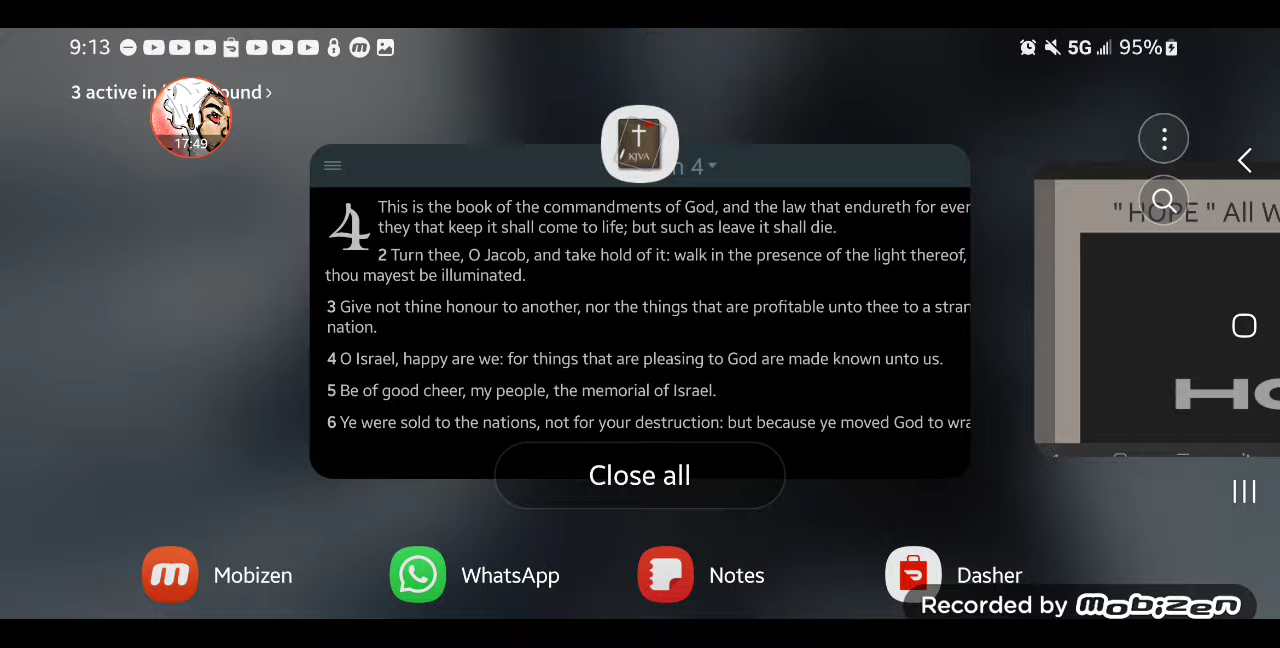 9:13
5G 95%
3 active in
17:49
KJVA
4
This is the book of the commandments of God, and the law that endureth for ever
they that keep it shall come to life; but such as leave it shall die.
2 Turn thee, O Jacob, and take hold of it: walk in the presence of the light thereof,
thou mayest be illuminated.
3 Give not thine honour to another, nor the things that are profitable unto thee to a stran
nation.
4 O Israel, happy are we: for things that are pleasing to God are made known unto us.
5 Be of good cheer, my people, the memorial of Israel.
6 Ye were sold to the nations, not for your destruction: but because ye moved God to wra
Close all
" HOPE " All W
HO
Mobizen
WhatsApp
Notes
Dasher
Recorded by mobizen